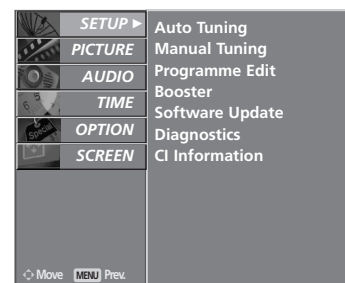 SETUP ►
PICTURE
AUDIO
TIME
OPTION
SCREEN
Auto Tuning
Manual Tuning
Programme Edit
Booster
Software Update
Diagnostics
CI Information
Move MENU Prev.
Special